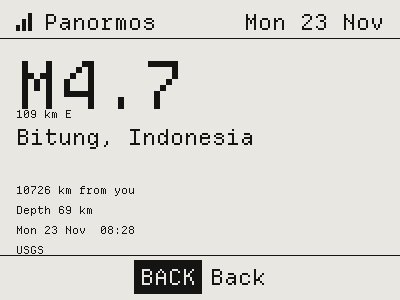 Panormos Mon 23 Nov
M4.7
109 km E
Bitung, Indonesia
10726 km from you
Depth 69 km
Mon 23 Nov 08:28
USGS
BACK Back